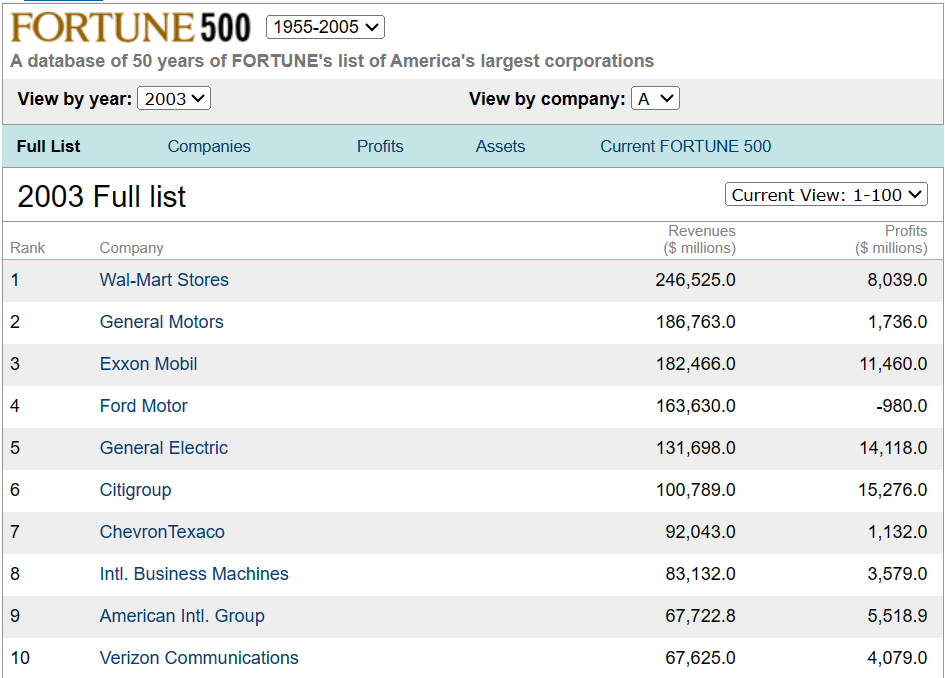 FORTUNE 500 1955-2005
A database of 50 years of FORTUNE's list of America's largest corporations
View by year: 2003 View by company: A
Full List Companies Profits Assets Current FORTUNE 500
2003 Full list Current View: 1-100
Rank Company Revenues ($ millions) Profits ($ millions)
1 Wal-Mart Stores 246,525.0 8,039.0
2 General Motors 186,763.0 1,736.0
3 Exxon Mobil 182,466.0 11,460.0
4 Ford Motor 163,630.0 -980.0
5 General Electric 131,698.0 14,118.0
6 Citigroup 100,789.0 15,276.0
7 ChevronTexaco 92,043.0 1,132.0
8 Intl. Business Machines 83,132.0 3,579.0
9 American Intl. Group 67,722.8 5,518.9
10 Verizon Communications 67,625.0 4,079.0